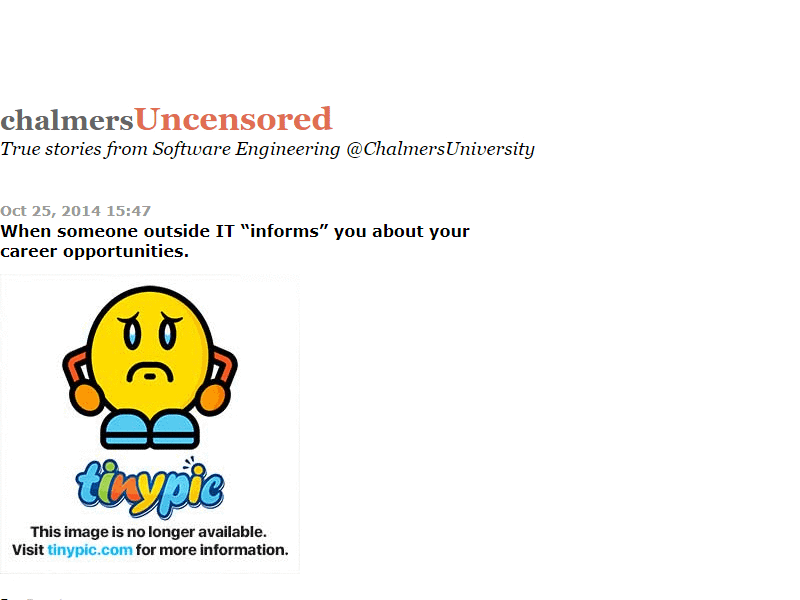 chalmersUncensored
True stories from Software Engineering @ChalmersUniversity
Oct 25, 2014 15:47
When someone outside IT “informs” you about your
career opportunities.
tinypic
This image is no longer available.
Visit tinypic.com for more information.